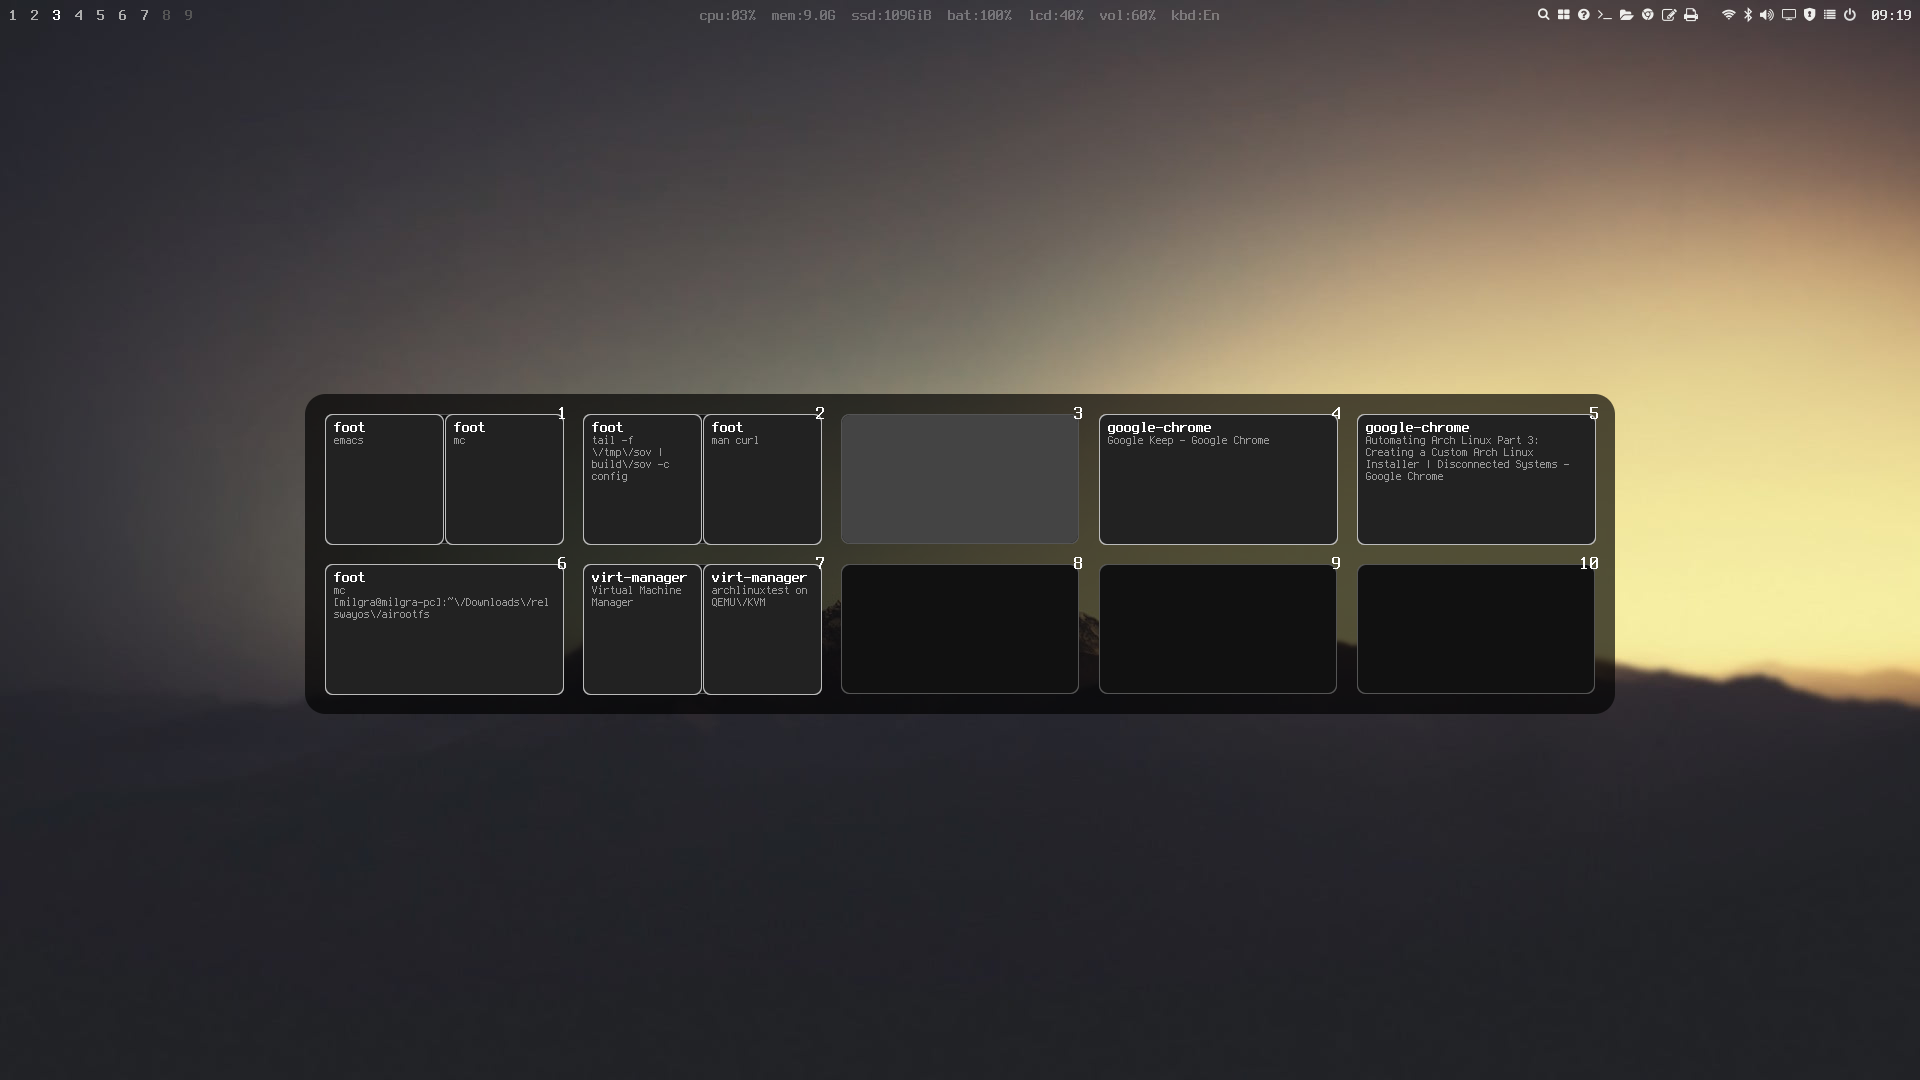 1 2 3 4 5 6 7 8 9
cpu:03% mem:9.0G ssd:109GiB bat:100% lcd:40% vol:60% kbd:En
09:19
1
foot
emacs
foot
mc
2
foot
tail -f
\/tmp\/sov |
build\/sov -c
config
foot
man curl
3
4
google-chrome
Google Keep - Google Chrome
5
google-chrome
Automating Arch Linux Part 3:
Creating a Custom Arch Linux
Installer | Disconnected Systems -
Google Chrome
6
foot
mc
[milgra@milgra-pc]:~\/Downloads\/rel
swayos\/airootfs
7
virt-manager
Virtual Machine
Manager
virt-manager
archlinuxtest on
QEMU\/KVM
8
9
10